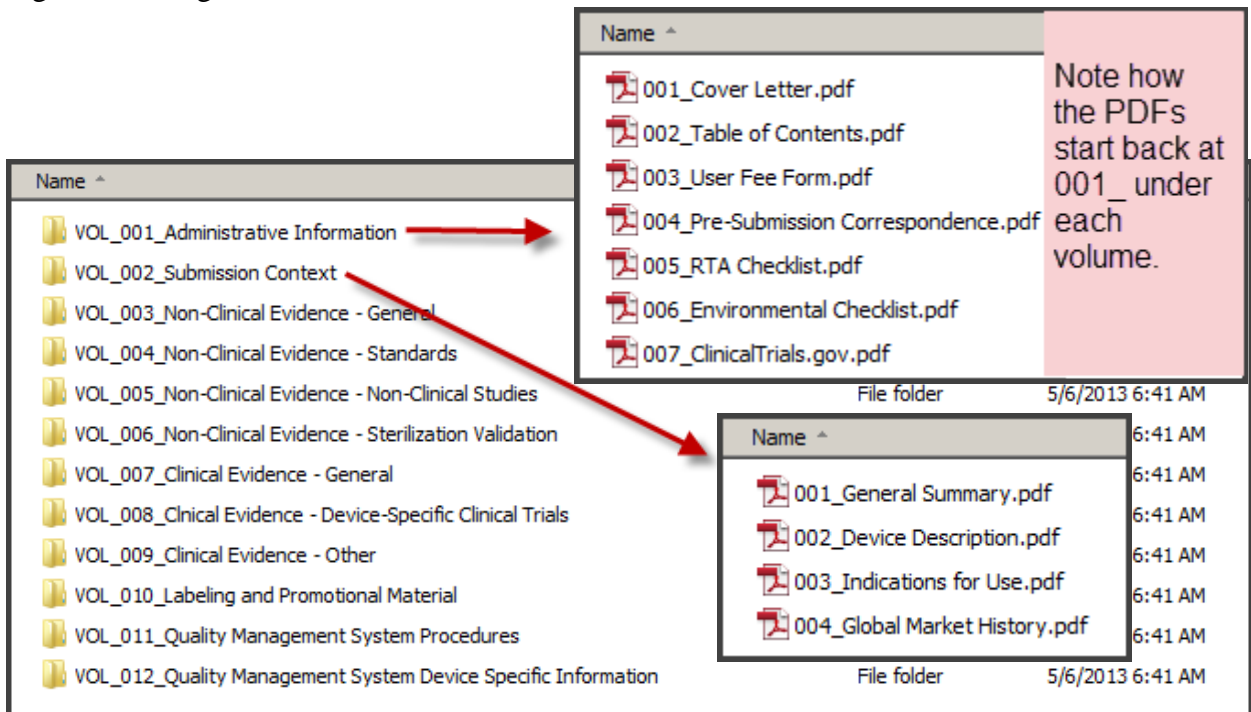 Name
001_Cover Letter.pdf
002_Table of Contents.pdf
003_User Fee Form.pdf
004_Pre-Submission Correspondence.pdf
005_RTA Checklist.pdf
006_Environmental Checklist.pdf
007_ClinicalTrials.gov.pdf
Note how
the PDFs
start back at
001_ under
each
volume.
Name
VOL_001_Administrative Information
VOL_002_Submission Context
VOL_003_Non-Clinical Evidence - General
VOL_004_Non-Clinical Evidence - Standards
VOL_005_Non-Clinical Evidence - Non-Clinical Studies File folder 5/6/2013 6:41 AM
VOL_006_Non-Clinical Evidence - Sterilization Validation 6:41 AM
VOL_007_Clinical Evidence - General 6:41 AM
VOL_008_Clnical Evidence - Device-Specific Clinical Trials 6:41 AM
VOL_009_Clinical Evidence - Other 6:41 AM
VOL_010_Labeling and Promotional Material 6:41 AM
VOL_011_Quality Management System Procedures 6:41 AM
VOL_012_Quality Management System Device Specific Information File folder 5/6/2013 6:41 AM
Name
001_General Summary.pdf
002_Device Description.pdf
003_Indications for Use.pdf
004_Global Market History.pdf